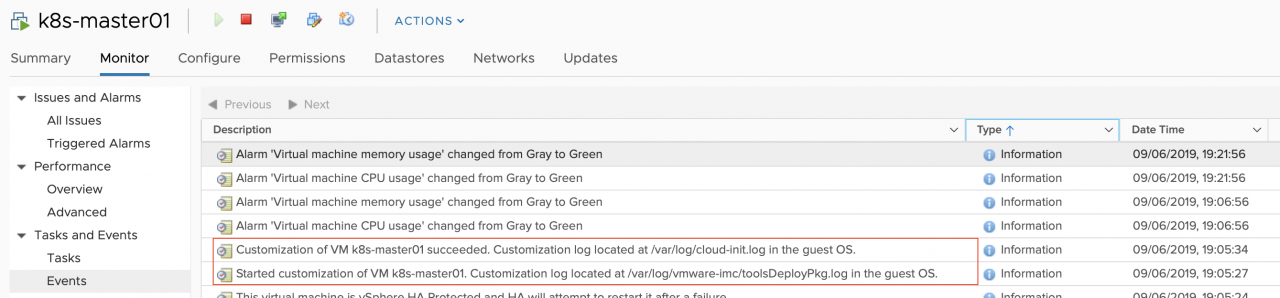 k8s-master01 ACTIONS
Summary Monitor Configure Permissions Datastores Networks Updates
Issues and Alarms
All Issues
Triggered Alarms
Performance
Overview
Advanced
Tasks and Events
Tasks
Events
Previous Next
Description Type Date Time
Alarm 'Virtual machine memory usage' changed from Gray to Green Information 09/06/2019, 19:21:56
Alarm 'Virtual machine CPU usage' changed from Gray to Green Information 09/06/2019, 19:21:56
Alarm 'Virtual machine memory usage' changed from Gray to Green Information 09/06/2019, 19:06:56
Alarm 'Virtual machine CPU usage' changed from Gray to Green Information 09/06/2019, 19:06:56
Customization of VM k8s-master01 succeeded. Customization log located at /var/log/cloud-init.log in the guest OS. Information 09/06/2019, 19:05:34
Started customization of VM k8s-master01. Customization log located at /var/log/vmware-imc/toolsDeployPkg.log in the guest OS. Information 09/06/2019, 19:05:27
This virtual machine is vSphere HA Protected and HA will attempt to restart it after a failure. Information 09/06/2019, 19:05:24